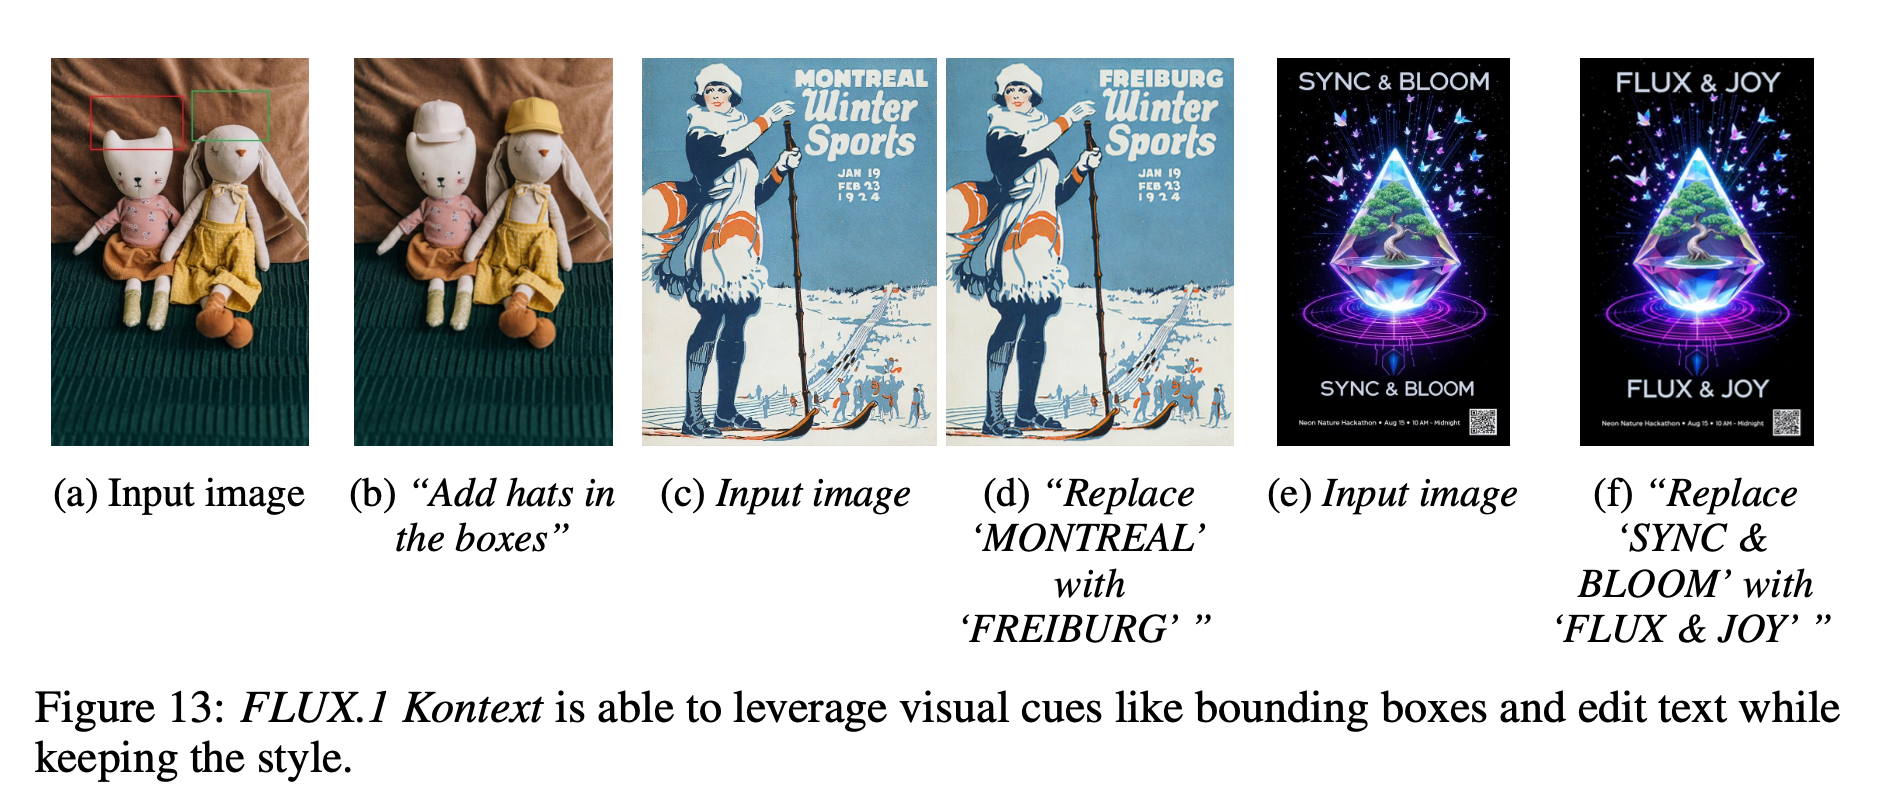 MONTREAL
Winter
Sports
JAN 19
FEB 23
1924
FREIBURG
Winter
Sports
JAN 19
FEB 23
1924
SYNC & BLOOM
SYNC & BLOOM
Neon Nature Hackathon • Aug 15 • 10 AM - Midnight
FLUX & JOY
FLUX & JOY
Neon Nature Hackathon • Aug 15 • 10 AM - Midnight
(a) Input image
(b) “Add hats in
the boxes”
(c) Input image
(d) “Replace
‘MONTREAL’
with
‘FREIBURG’ ”
(e) Input image
(f) “Replace
‘SYNC &
BLOOM’ with
‘FLUX & JOY’ ”
Figure 13: FLUX.1 Kontext is able to leverage visual cues like bounding boxes and edit text while
keeping the style.